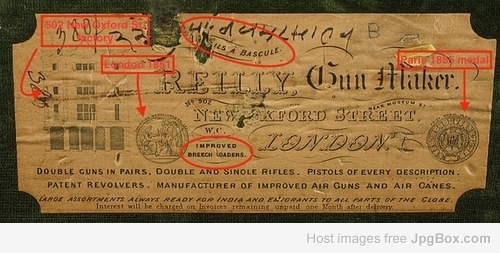 502 New Oxford Str
Factory
B
FUSILS A BASCULE.
London 1851
Paris 1855 medal
REILLY, Gun Maker.
No 502
NEAR MUSEUM ST
NEW OXFORD STREET.
W.C.
LONDON.
IMPROVED
BREECH LOADERS.
DOUBLE GUNS IN PAIRS, DOUBLE AND SINGLE RIFLES. PISTOLS OF EVERY DESCRIPTION.
PATENT REVOLVERS. MANUFACTURER OF IMPROVED AIR GUNS AND AIR CANES.
LARGE ASSORTMENTS ALWAYS READY FOR INDIA AND EMIGRANTS TO ALL PARTS OF THE GLOBE.
Interest will be charged on Invoices remaining unpaid one Month after delivery.
Host images free JpgBox.com